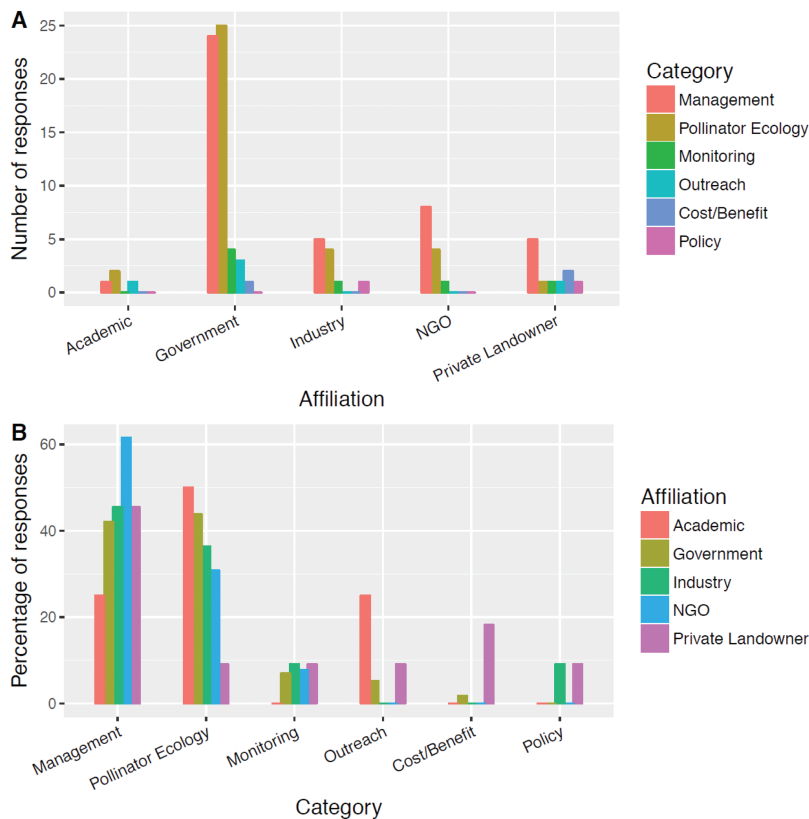 A
25
20
15
10
5
0
Number of responses
Academic
Government
Industry
NGO
Private Landowner
Affiliation
Category
Management
Pollinator Ecology
Monitoring
Outreach
Cost/Benefit
Policy
B
60
40
20
0
Percentage of responses
Management
Pollinator Ecology
Monitoring
Outreach
Cost/Benefit
Policy
Category
Affiliation
Academic
Government
Industry
NGO
Private Landowner